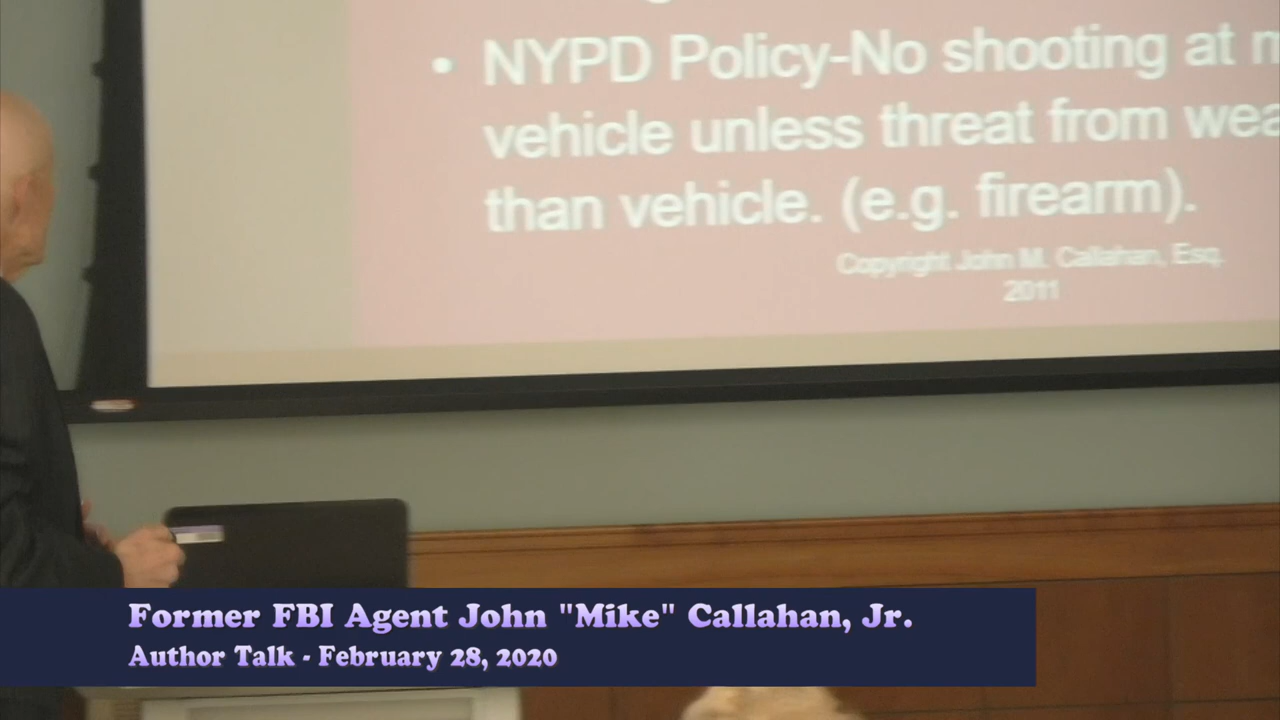 • NYPD Policy-No shooting at
vehicle unless threat from
than vehicle. (e.g. firearm).
Copyright John M. Callahan, Esq.
2011
Former FBI Agent John "Mike" Callahan, Jr.
Author Talk - February 28, 2020